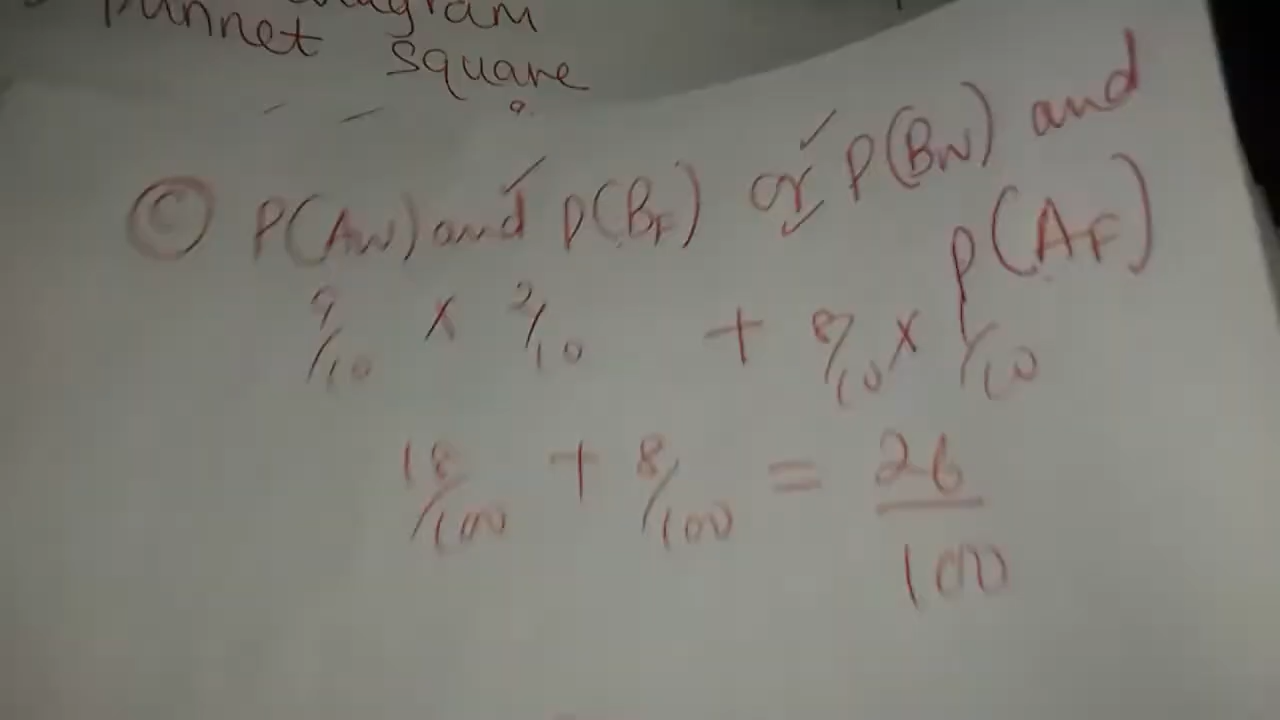 Punnet
square
Ⓒ P(AW) and P(BF) or P(BW) and
P(AF)
9/10 × 2/10 + 8/10 × 1/10
18/100 + 8/100 = 26/100